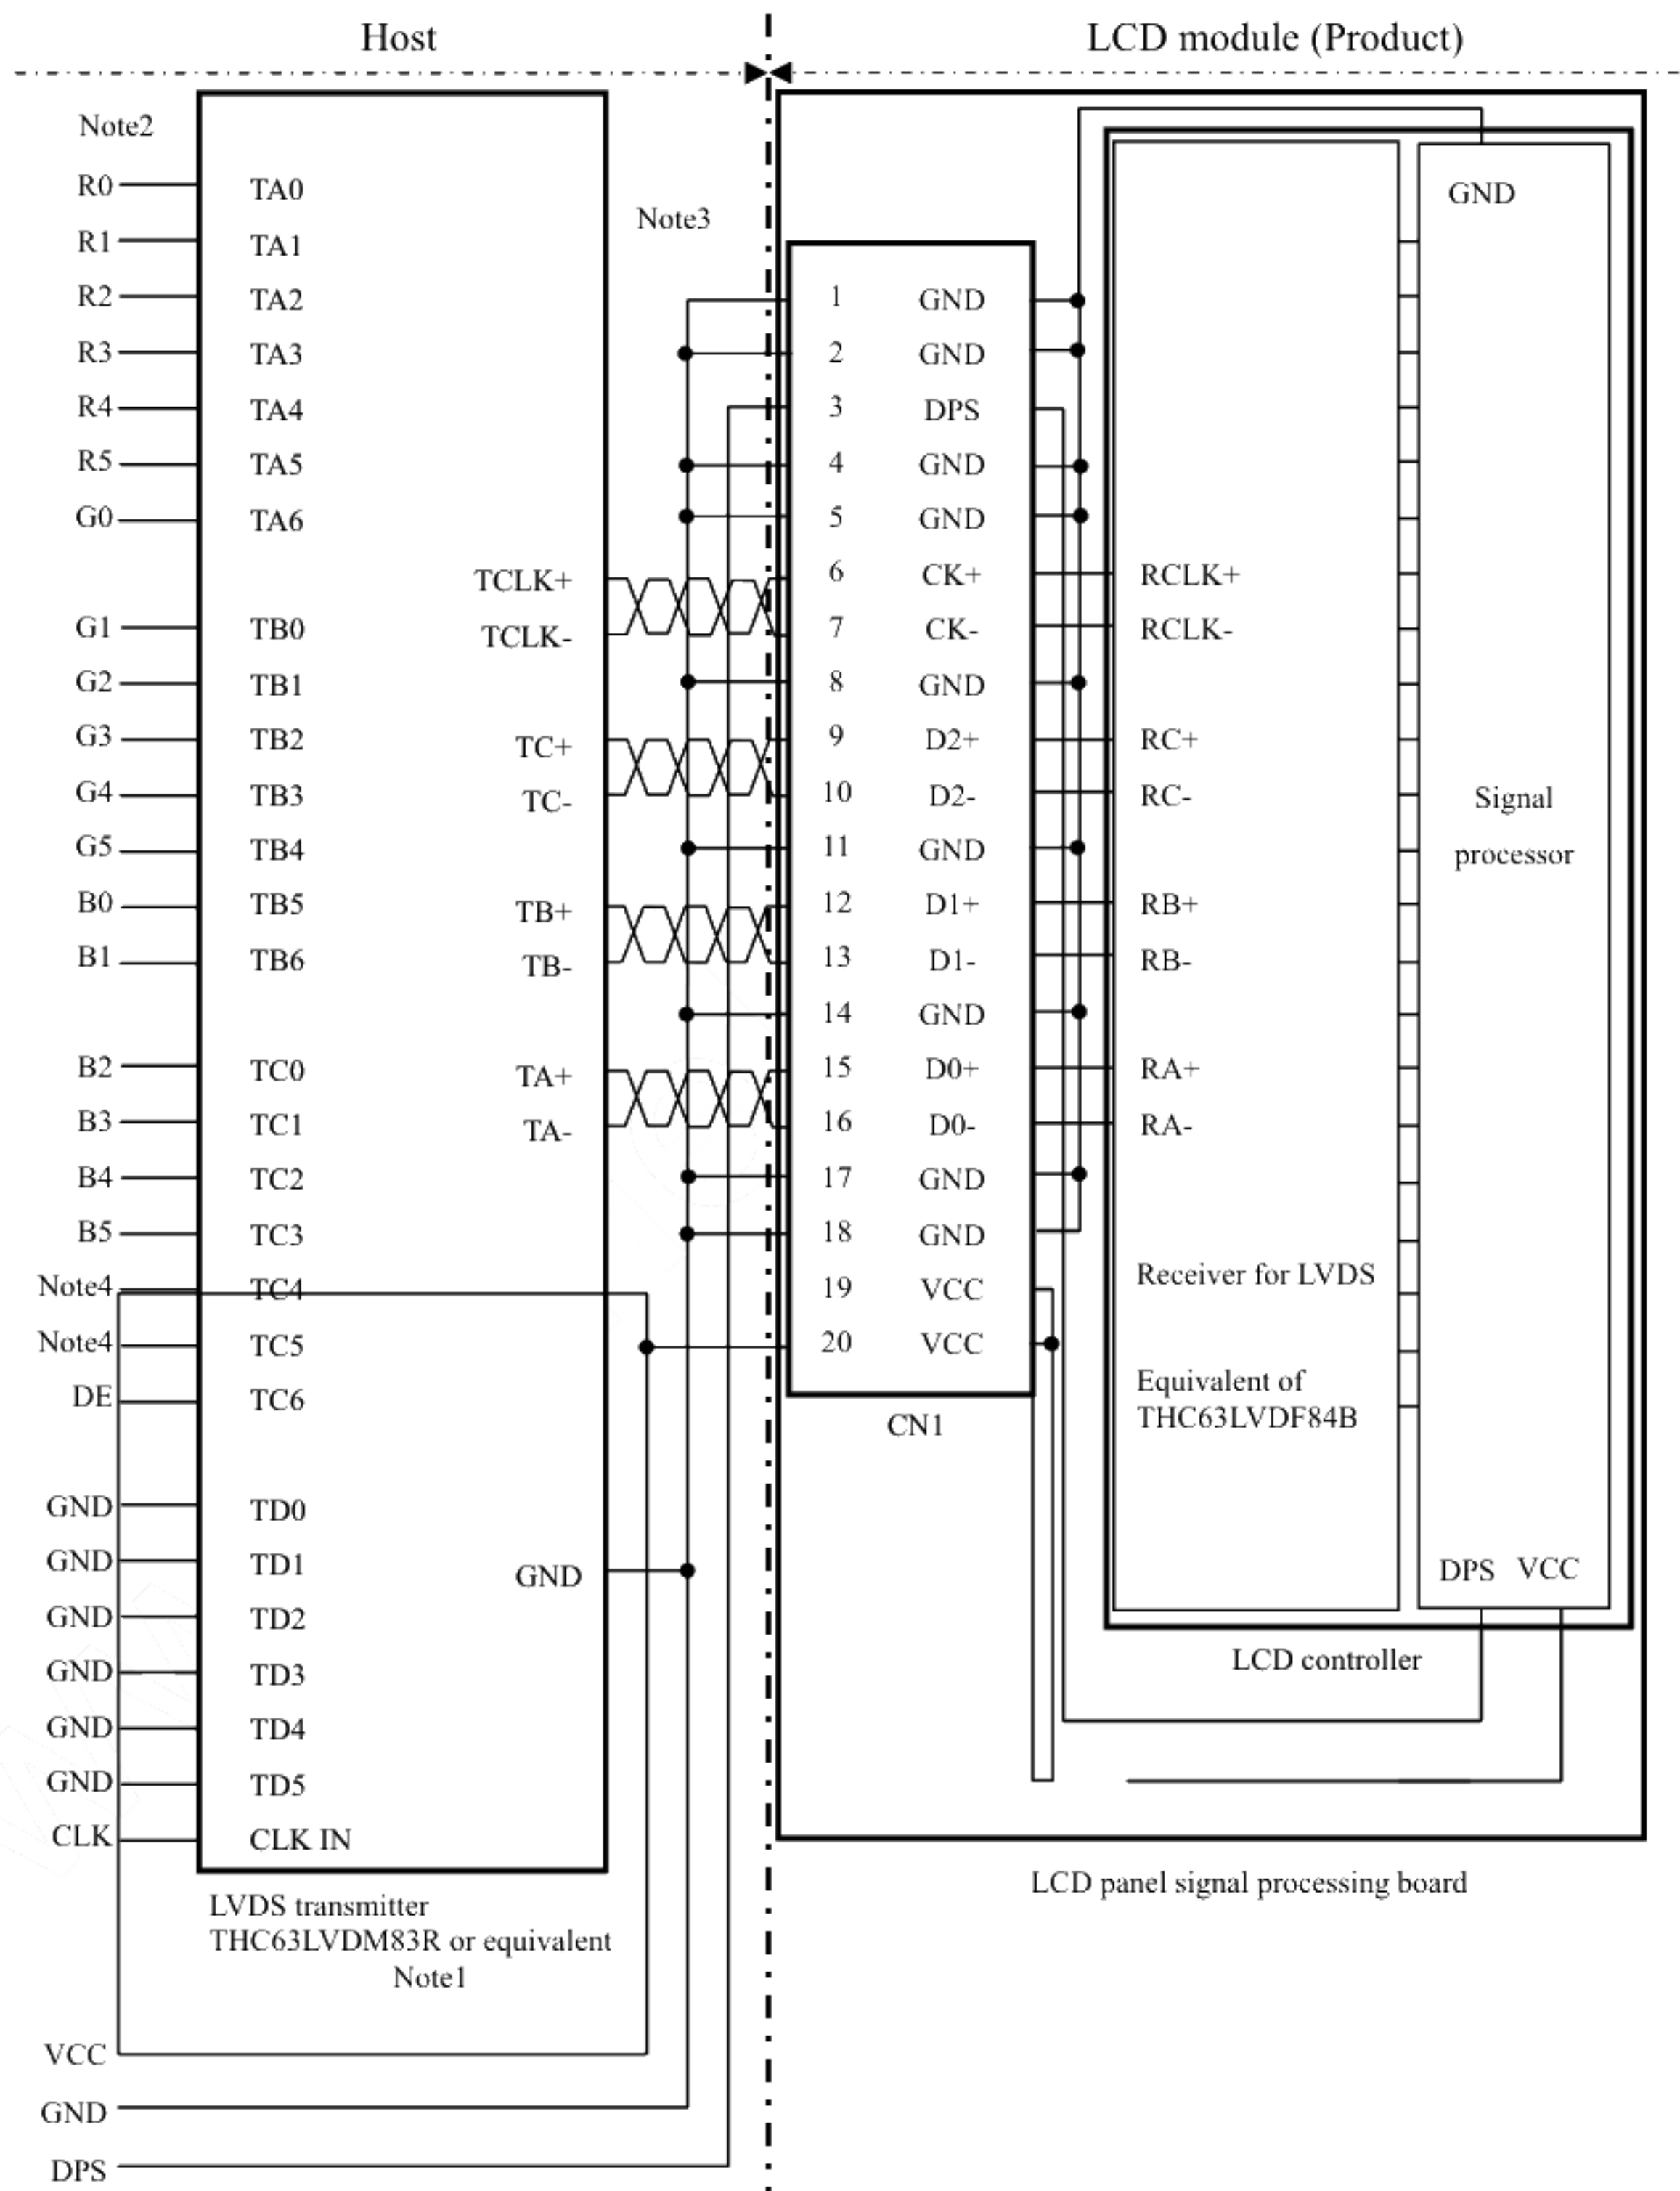 Host
LCD module (Product)
Note2
R0 TA0
R1 TA1
R2 TA2
R3 TA3
R4 TA4
R5 TA5
G0 TA6
G1 TB0
G2 TB1
G3 TB2
G4 TB3
G5 TB4
B0 TB5
B1 TB6
B2 TC0
B3 TC1
B4 TC2
B5 TC3
Note4 TC4
Note4 TC5
DE TC6
GND TD0
GND TD1
GND TD2
GND TD3
GND TD4
GND TD5
CLK CLK IN
TCLK+
TCLK-
TC+
TC-
TB+
TB-
TA+
TA-
GND
LVDS transmitter
THC63LVDM83R or equivalent
Note1
VCC
GND
DPS
Note3
1 GND
2 GND
3 DPS
4 GND
5 GND
6 CK+
7 CK-
8 GND
9 D2+
10 D2-
11 GND
12 D1+
13 D1-
14 GND
15 D0+
16 D0-
17 GND
18 GND
19 VCC
20 VCC
CN1
RCLK+
RCLK-
RC+
RC-
RB+
RB-
RA+
RA-
Receiver for LVDS
Equivalent of
THC63LVDF84B
GND
Signal
processor
DPS VCC
LCD controller
LCD panel signal processing board